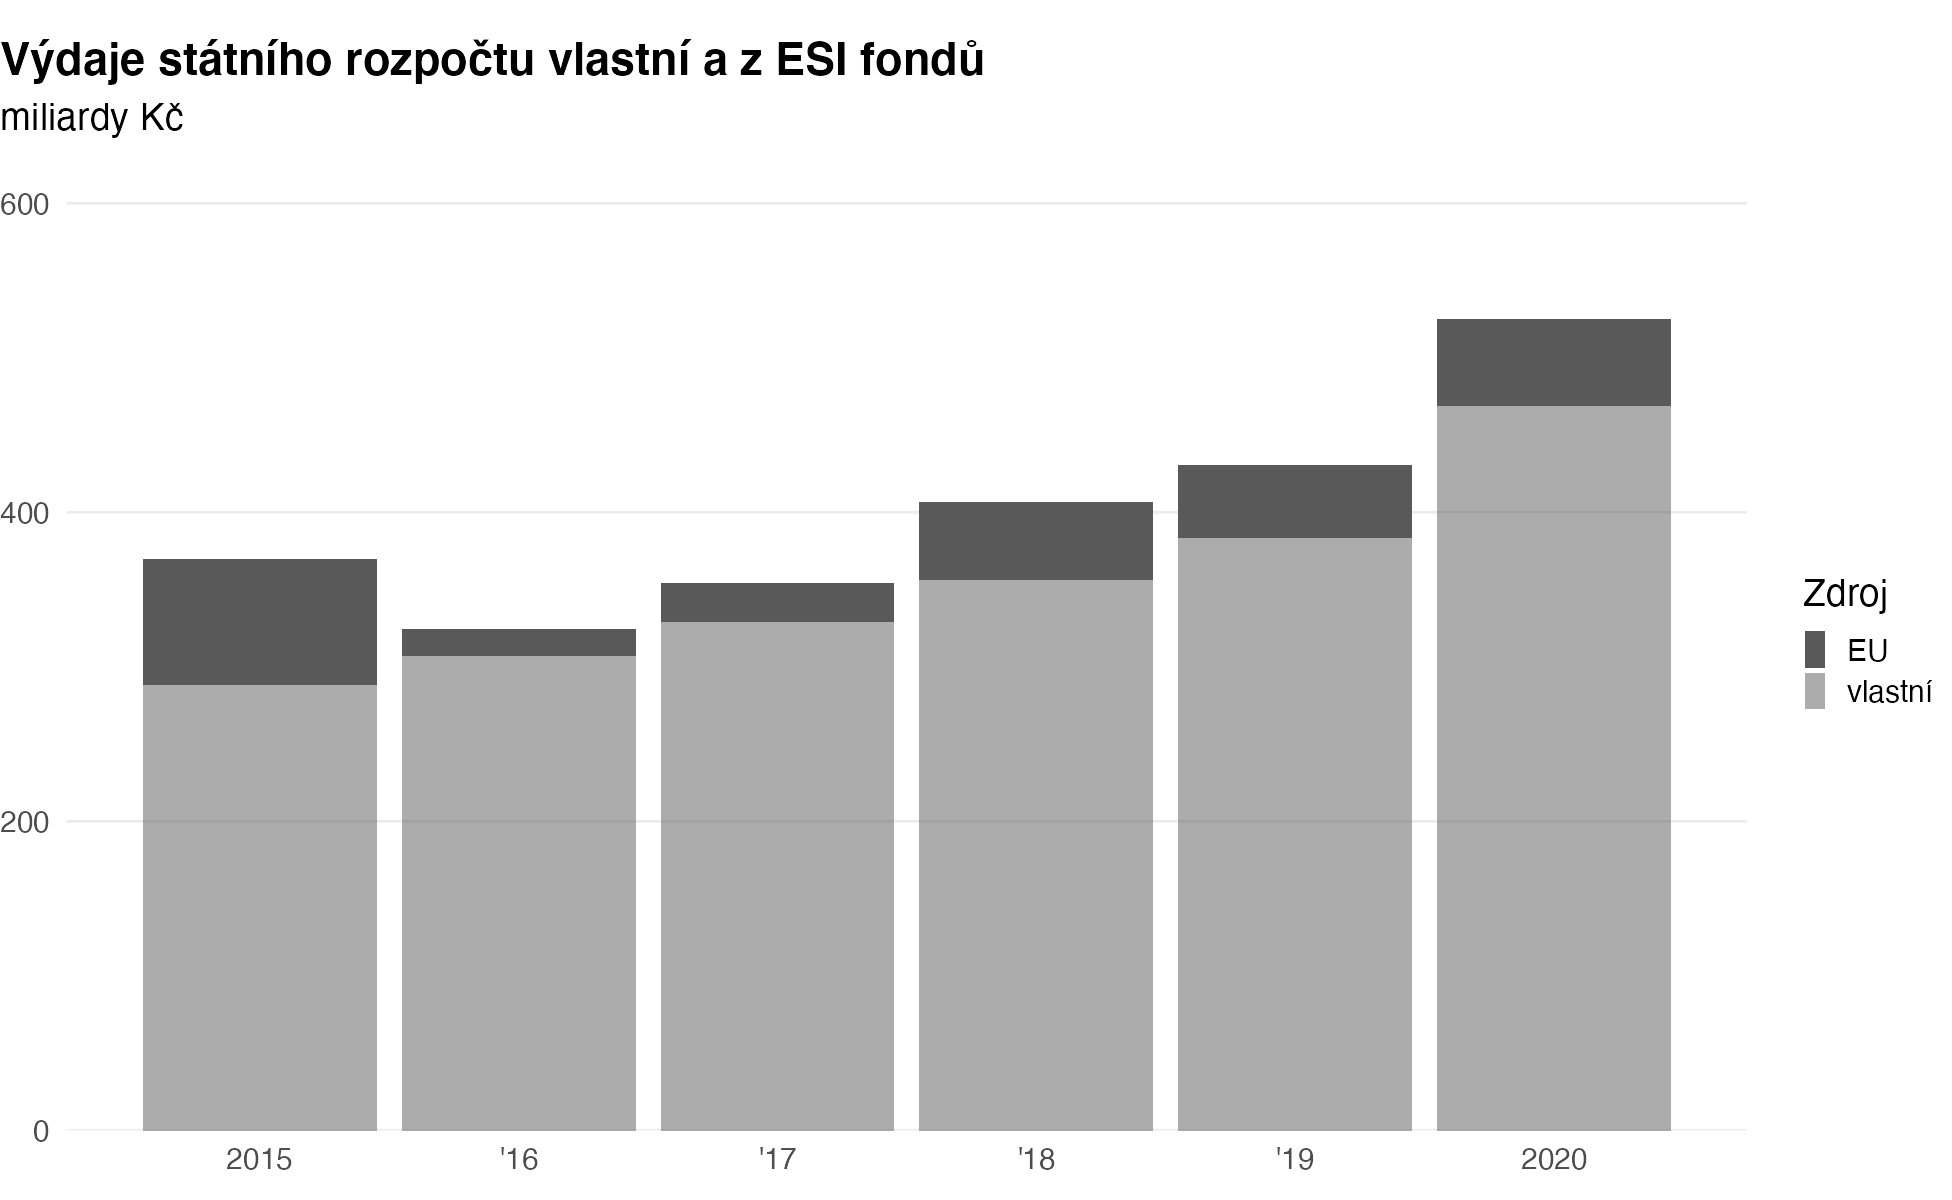 Výdaje státního rozpočtu vlastní a z ESI fondů
miliardy Kč
600
400
200
0
2015
'16
'17
'18
'19
2020
Zdroj
EU
vlastní